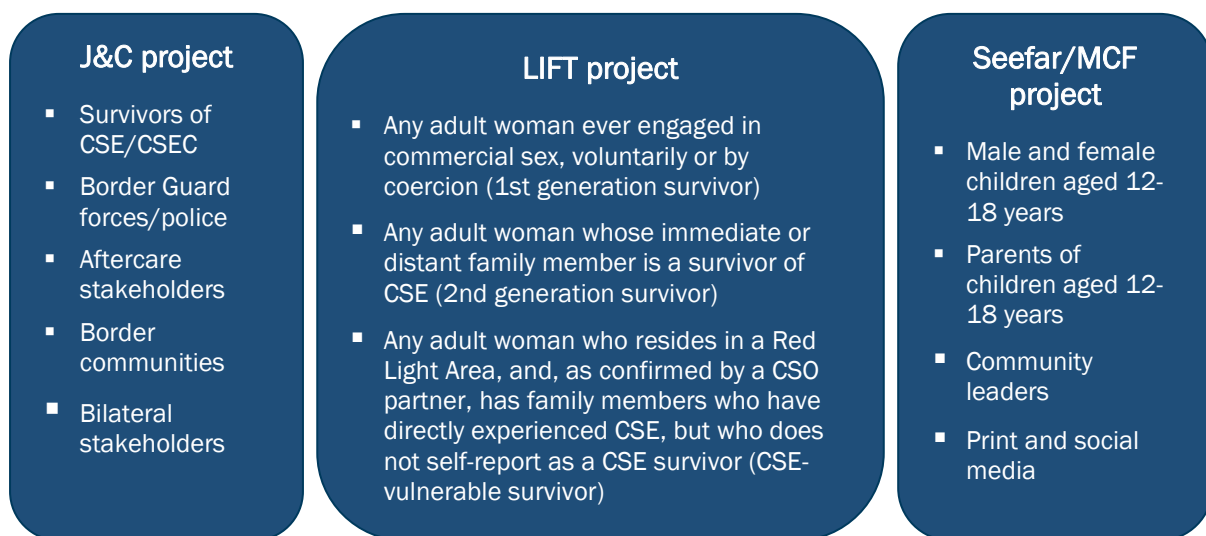 J&C project
▪ Survivors of
CSE/CSEC
▪ Border Guard
forces/police
▪ Aftercare
stakeholders
▪ Border
communities
▪ Bilateral
stakeholders
LIFT project
▪ Any adult woman ever engaged in
commercial sex, voluntarily or by
coercion (1st generation survivor)
▪ Any adult woman whose immediate or
distant family member is a survivor of
CSE (2nd generation survivor)
▪ Any adult woman who resides in a Red
Light Area, and, as confirmed by a CSO
partner, has family members who have
directly experienced CSE, but who does
not self-report as a CSE survivor (CSE-
vulnerable survivor)
Seefar/MCF
project
▪ Male and female
children aged 12-
18 years
▪ Parents of
children aged 12-
18 years
▪ Community
leaders
▪ Print and social
media